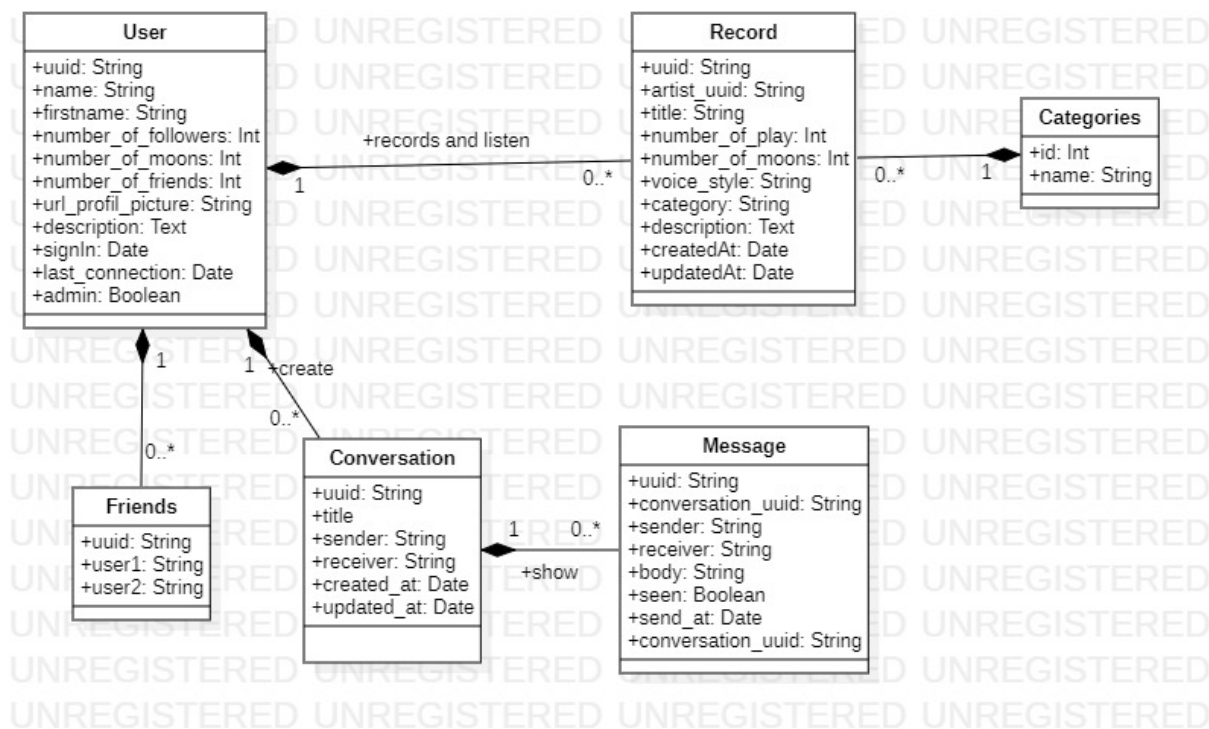 User
+uuid: String
+name: String
+firstname: String
+number_of_followers: Int
+number_of_moons: Int
+number_of_friends: Int
+url_profil_picture: String
+description: Text
+signIn: Date
+last_connection: Date
+admin: Boolean
+records and listen
1
0..*
Record
+uuid: String
+artist_uuid: String
+title: String
+number_of_play: Int
+number_of_moons: Int
+voice_style: String
+category: String
+description: Text
+createdAt: Date
+updatedAt: Date
0..*
1
Categories
+id: Int
+name: String
1
0..*
1
+create
0..*
Friends
+uuid: String
+user1: String
+user2: String
Conversation
+uuid: String
+title
+sender: String
+receiver: String
+created_at: Date
+updated_at: Date
1
0..*
+show
Message
+uuid: String
+conversation_uuid: String
+sender: String
+receiver: String
+body: String
+seen: Boolean
+send_at: Date
+conversation_uuid: String
UNREGISTERED